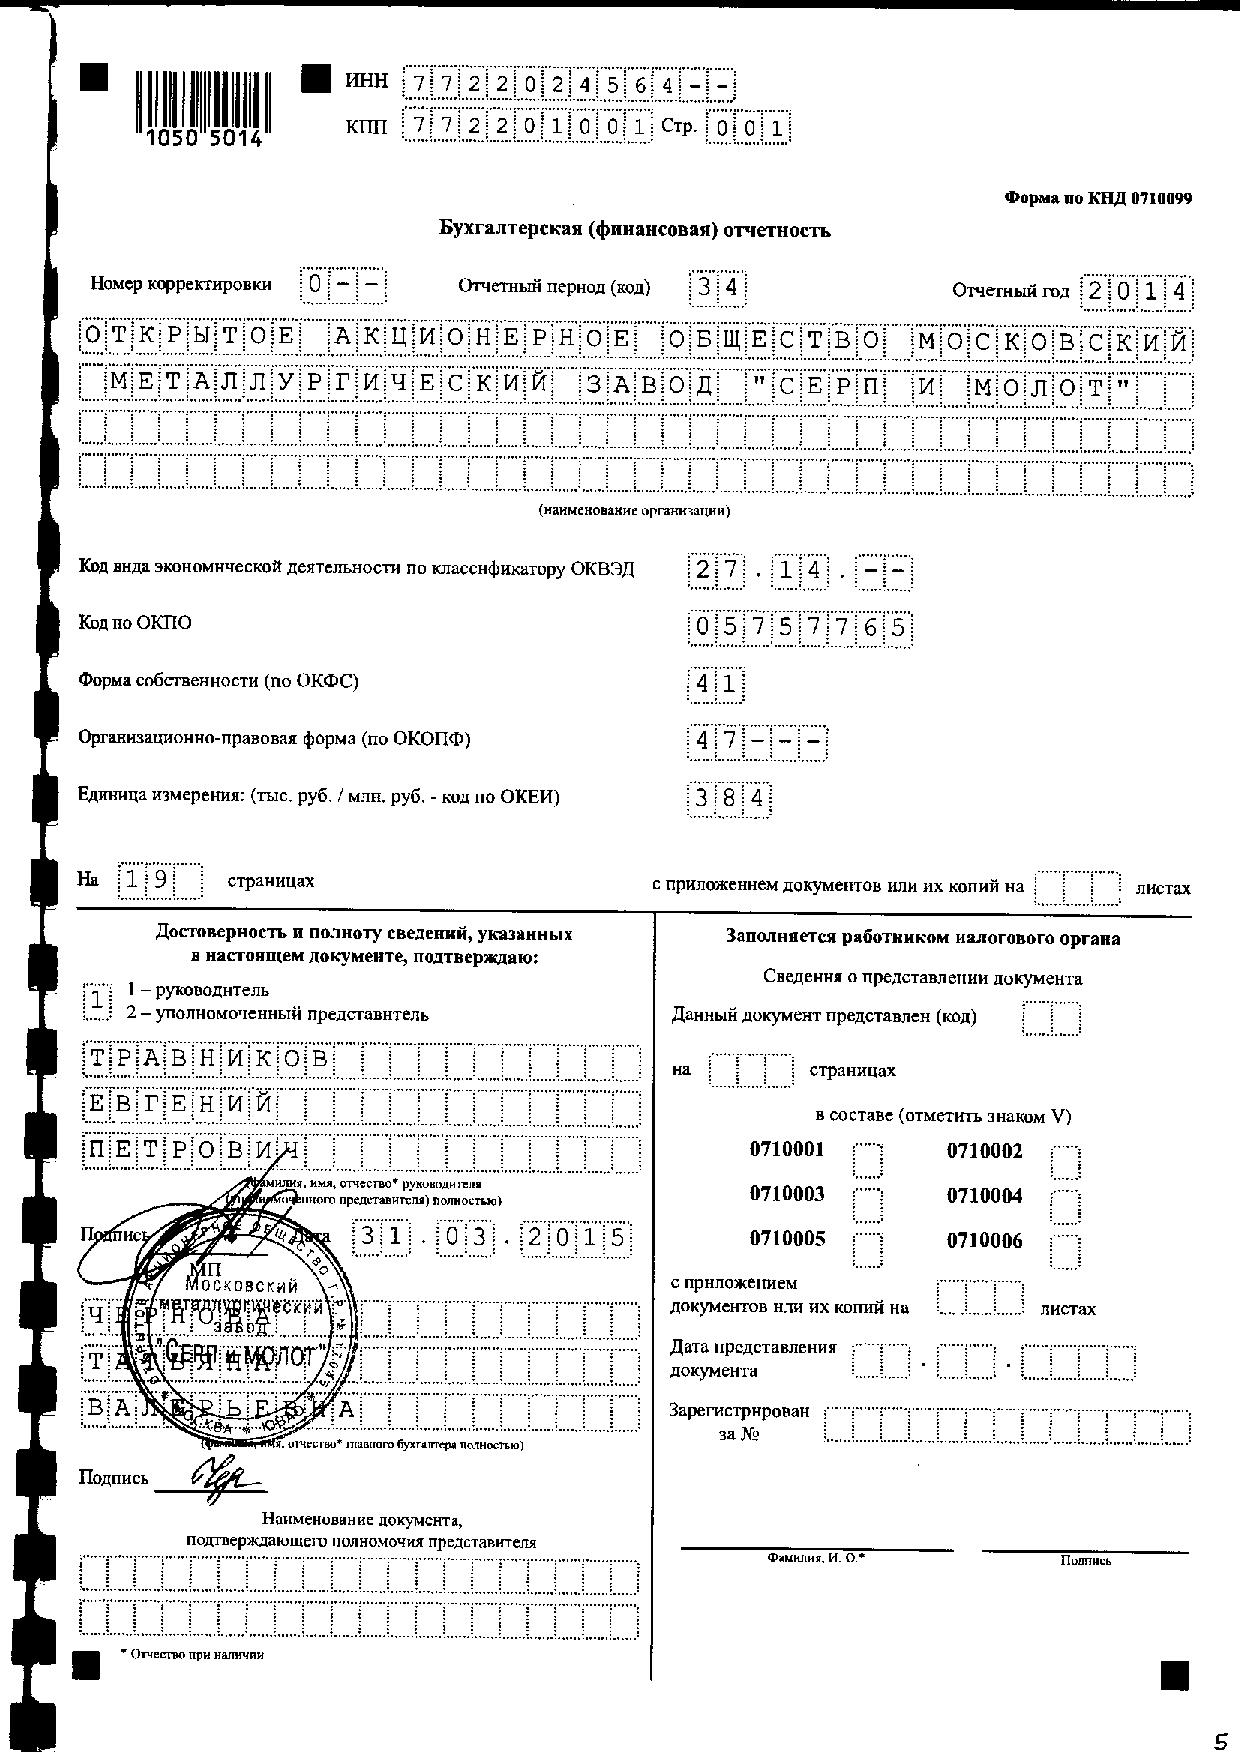 ИНН 7722024564--
1050 5014
КПП 772201001 Стр. 001
Форма по КНД 0710099
Бухгалтерская (финансовая) отчетность
Номер корректировки 0-- Отчетный период (код) 34 Отчетный год 2014
ОТКРЫТОЕ АКЦИОНЕРНОЕ ОБЩЕСТВО МОСКОВСКИЙ
МЕТАЛЛУРГИЧЕСКИЙ ЗАВОД "СЕРП И МОЛОТ"
(наименование организации)
Код вида экономической деятельности по классификатору ОКВЭД 27.14.--
Код по ОКПО 05757765
Форма собственности (по ОКФС) 41
Организационно-правовая форма (по ОКОПФ) 47---
Единица измерения: (тыс. руб. / млн. руб. - код по ОКЕИ) 384
На 19 страницах с приложением документов или их копий на листах
Достоверность и полноту сведений, указанных
в настоящем документе, подтверждаю:
1 1 – руководитель
2 – уполномоченный представитель
ТРАВНИКОВ
ЕВГЕНИЙ
ПЕТРОВИЧ
фамилия, имя, отчество* руководителя
(уполномоченного представителя) полностью)
Подпись Дата 31.03.2015
МП
Московский
металлургический
завод
"Серп и молот"
ЧЕРНОВА
ТАТЬЯНА
ВАЛЕРЬЕВНА
(фамилия, имя, отчество* главного бухгалтера полностью)
Подпись
Наименование документа,
подтверждающего полномочия представителя
* Отчество при наличии
Заполняется работником налогового органа
Сведения о представлении документа
Данный документ представлен (код)
на страницах
в составе (отметить знаком V)
0710001 0710002
0710003 0710004
0710005 0710006
с приложением
документов или их копий на листах
Дата представления
документа . .
Зарегистрирован
за №
Фамилия, И. О.* Подпись
5